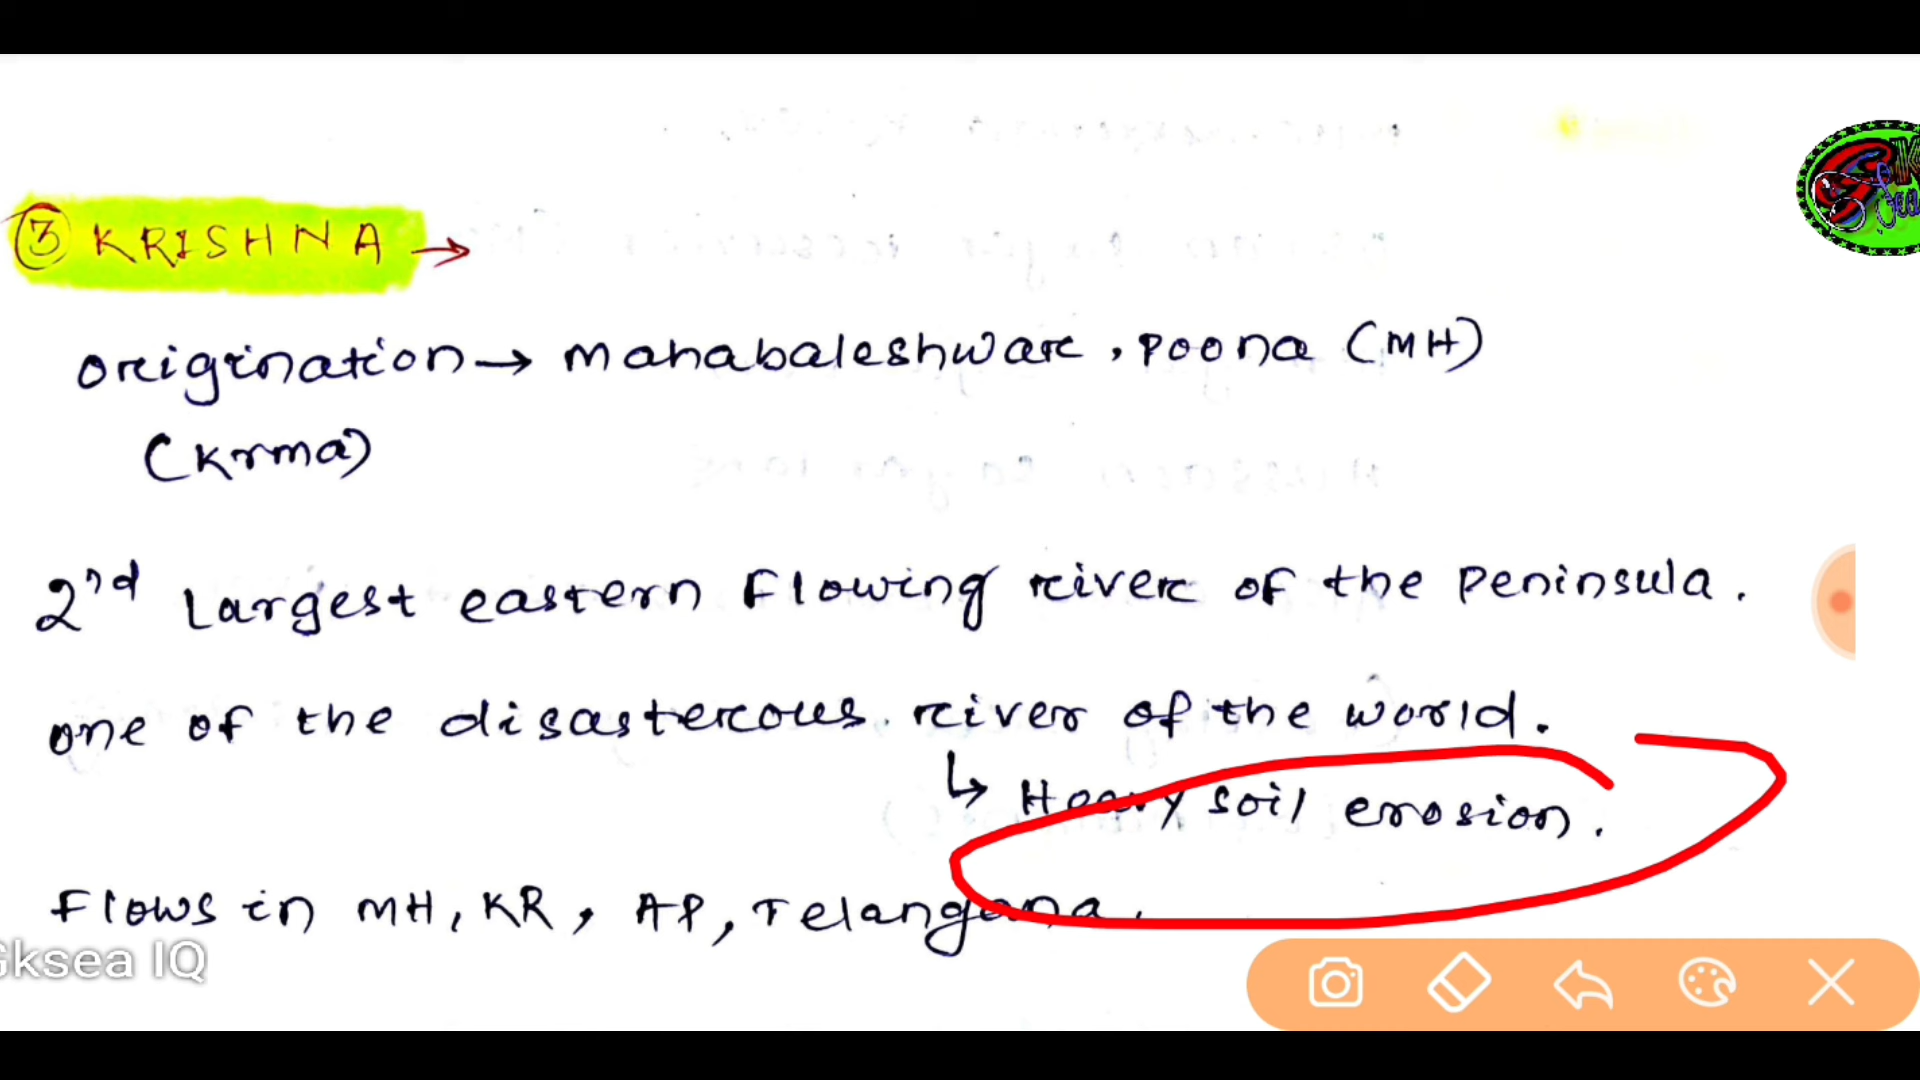 ③ KRISHNA →
Origination → Mahabaleshwar, Poona (MH)
(Krma)
2nd Largest eastern Flowing river of the Peninsula.
one of the disasterous river of the world.
↳ Heavy soil erosion.
Flows in MH, KR, AP, Telangana.
Gksea IQ